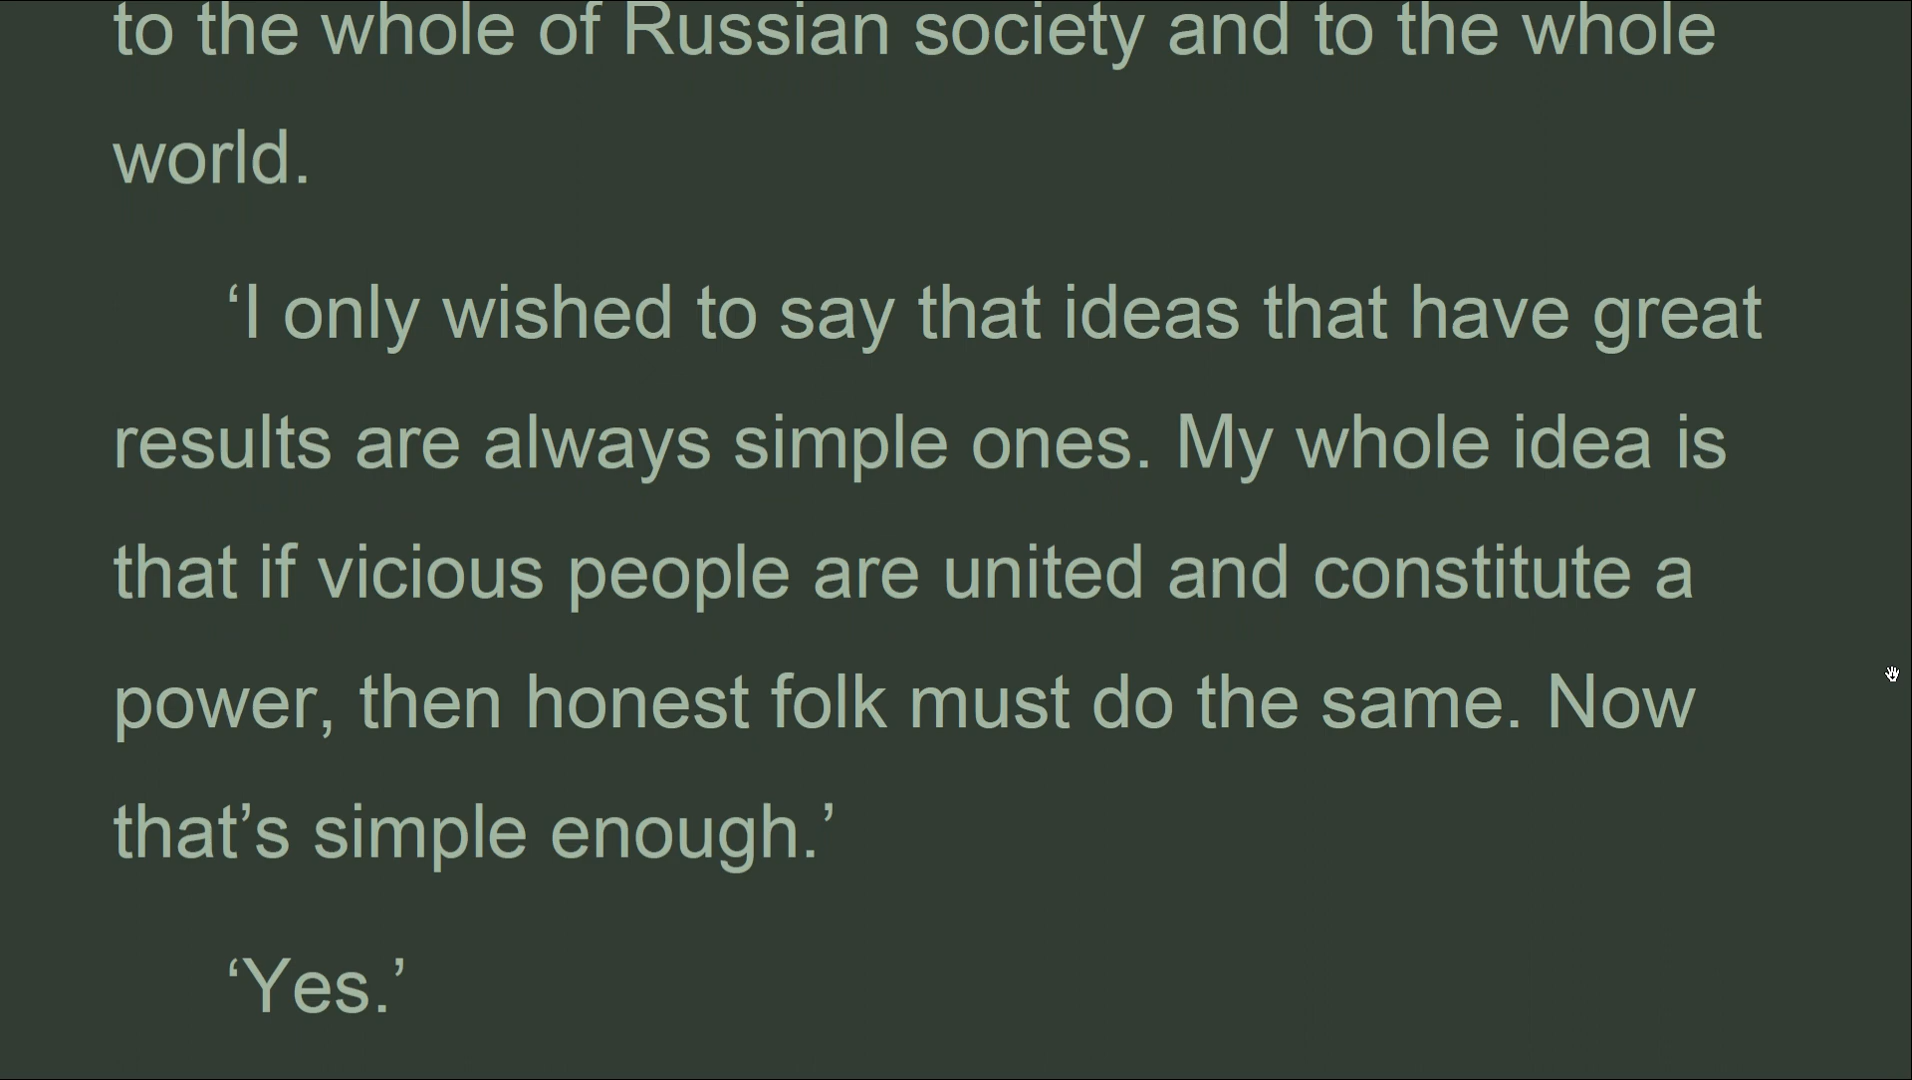 to the whole of Russian society and to the whole
world.
‘I only wished to say that ideas that have great
results are always simple ones. My whole idea is
that if vicious people are united and constitute a
power, then honest folk must do the same. Now
that’s simple enough.’
‘Yes.’